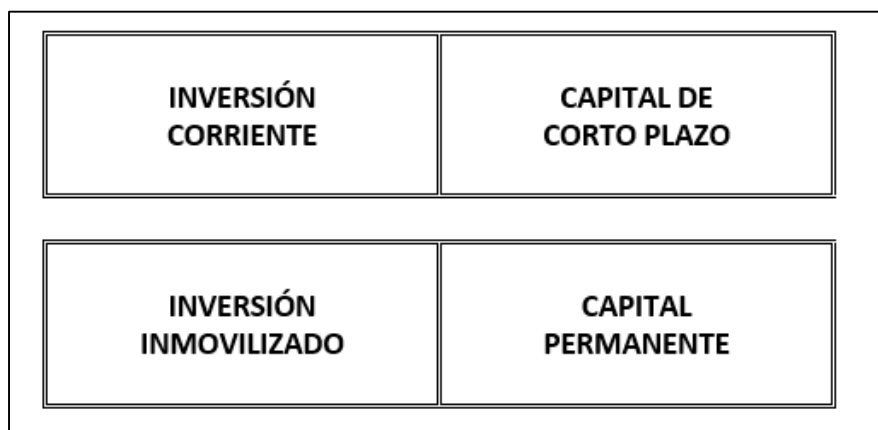 INVERSIÓN
CORRIENTE
CAPITAL DE
CORTO PLAZO
INVERSIÓN
INMOVILIZADO
CAPITAL
PERMANENTE